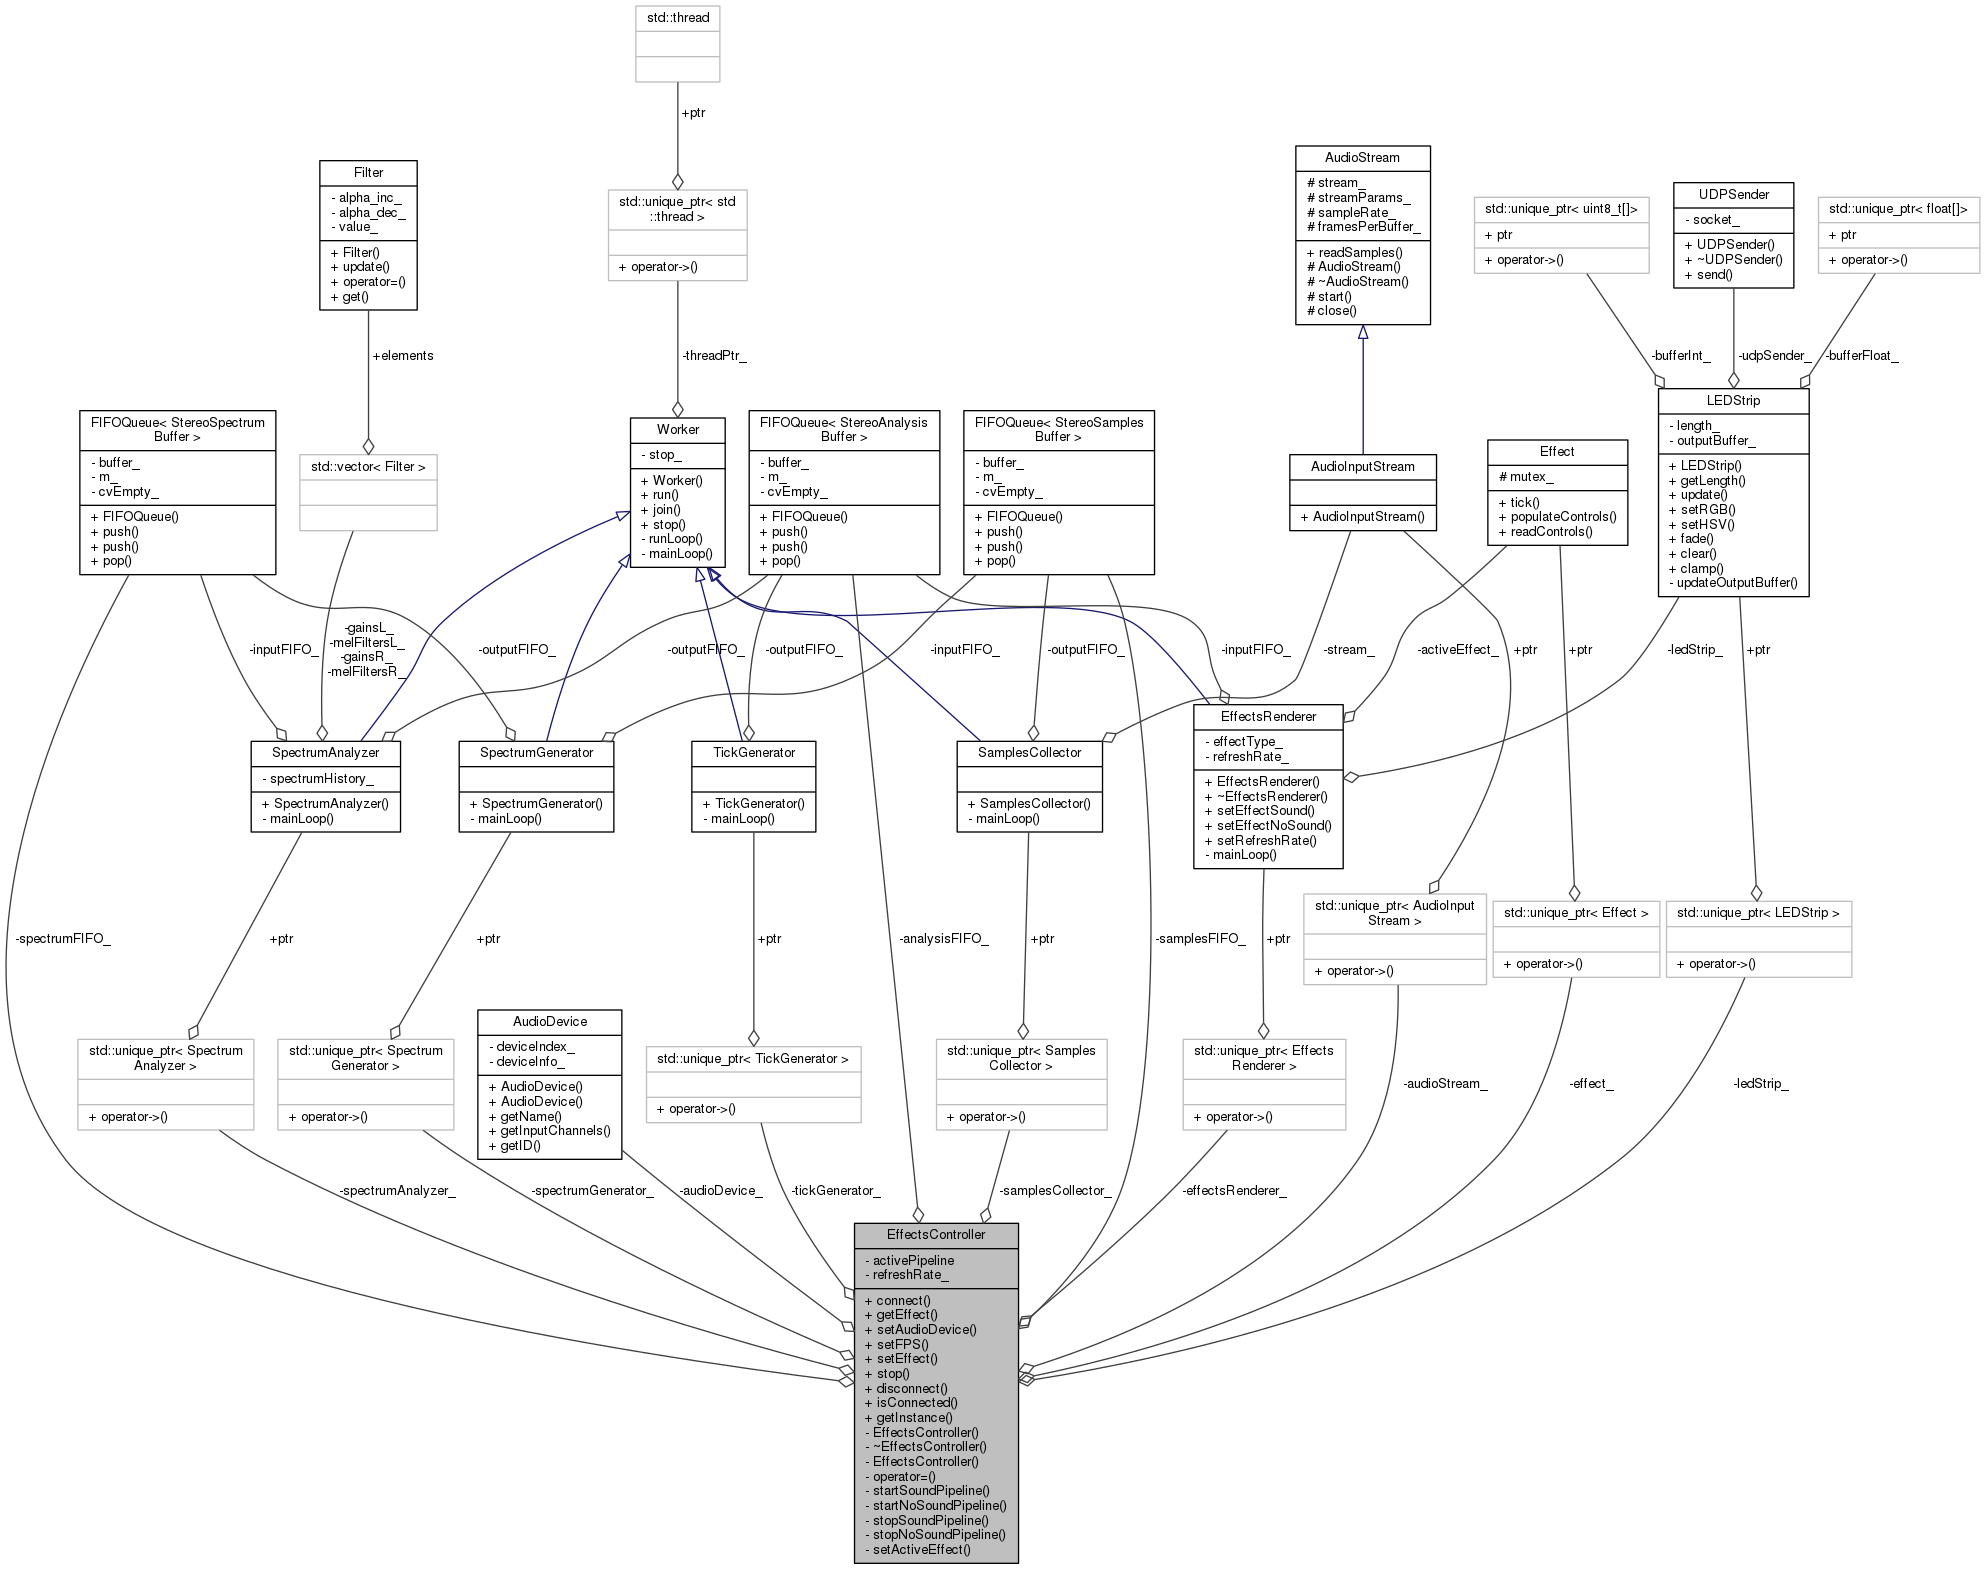 std::thread
+ptr
Filter
- alpha_inc_
- alpha_dec_
- value_
+ Filter()
+ update()
+ operator=()
+ get()
std::unique_ptr< std
::thread >
+ operator->()
AudioStream
# stream_
# streamParams_
# sampleRate_
# framesPerBuffer_
+ readSamples()
# AudioStream()
# ~AudioStream()
# start()
# close()
std::unique_ptr< uint8_t[]>
+ ptr
+ operator->()
UDPSender
- socket_
+ UDPSender()
+ ~UDPSender()
+ send()
std::unique_ptr< float[]>
+ ptr
+ operator->()
+elements
-threadPtr_
-bufferInt_
-udpSender_
-bufferFloat_
FIFOQueue< StereoSpectrum
Buffer >
- buffer_
- m_
- cvEmpty_
+ FIFOQueue()
+ push()
+ push()
+ pop()
std::vector< Filter >
Worker
- stop_
+ Worker()
+ run()
+ join()
+ stop()
- runLoop()
- mainLoop()
FIFOQueue< StereoAnalysis
Buffer >
- buffer_
- m_
- cvEmpty_
+ FIFOQueue()
+ push()
+ push()
+ pop()
FIFOQueue< StereoSamples
Buffer >
- buffer_
- m_
- cvEmpty_
+ FIFOQueue()
+ push()
+ push()
+ pop()
AudioInputStream
+ AudioInputStream()
Effect
# mutex_
+ tick()
+ populateControls()
+ readControls()
LEDStrip
- length_
- outputBuffer_
+ LEDStrip()
+ getLength()
+ update()
+ setRGB()
+ setHSV()
+ fade()
+ clear()
+ clamp()
- updateOutputBuffer()
-inputFIFO_
-gainsL_
-melFiltersL_
-gainsR_
-melFiltersR_
-outputFIFO_
-outputFIFO_
-outputFIFO_
-inputFIFO_
-outputFIFO_
-inputFIFO_
-stream_
-activeEffect_
+ptr
+ptr
-ledStrip_
+ptr
SpectrumAnalyzer
- spectrumHistory_
+ SpectrumAnalyzer()
- mainLoop()
SpectrumGenerator
+ SpectrumGenerator()
- mainLoop()
TickGenerator
+ TickGenerator()
- mainLoop()
SamplesCollector
+ SamplesCollector()
- mainLoop()
EffectsRenderer
- effectType_
- refreshRate_
+ EffectsRenderer()
+ ~EffectsRenderer()
+ setEffectSound()
+ setEffectNoSound()
+ setRefreshRate()
- mainLoop()
-spectrumFIFO_
+ptr
+ptr
+ptr
-analysisFIFO_
+ptr
-samplesFIFO_
+ptr
std::unique_ptr< AudioInput
Stream >
+ operator->()
std::unique_ptr< Effect >
+ operator->()
std::unique_ptr< LEDStrip >
+ operator->()
std::unique_ptr< Spectrum
Analyzer >
+ operator->()
std::unique_ptr< Spectrum
Generator >
+ operator->()
AudioDevice
- deviceIndex_
- deviceInfo_
+ AudioDevice()
+ AudioDevice()
+ getName()
+ getInputChannels()
+ getID()
std::unique_ptr< TickGenerator >
+ operator->()
std::unique_ptr< Samples
Collector >
+ operator->()
std::unique_ptr< Effects
Renderer >
+ operator->()
-audioStream_
-effect_
-ledStrip_
-spectrumAnalyzer_
-spectrumGenerator_
-audioDevice_
-tickGenerator_
-samplesCollector_
-effectsRenderer_
EffectsController
- activePipeline
- refreshRate_
+ connect()
+ getEffect()
+ setAudioDevice()
+ setFPS()
+ setEffect()
+ stop()
+ disconnect()
+ isConnected()
+ getInstance()
- EffectsController()
- ~EffectsController()
- EffectsController()
- operator=()
- startSoundPipeline()
- startNoSoundPipeline()
- stopSoundPipeline()
- stopNoSoundPipeline()
- setActiveEffect()